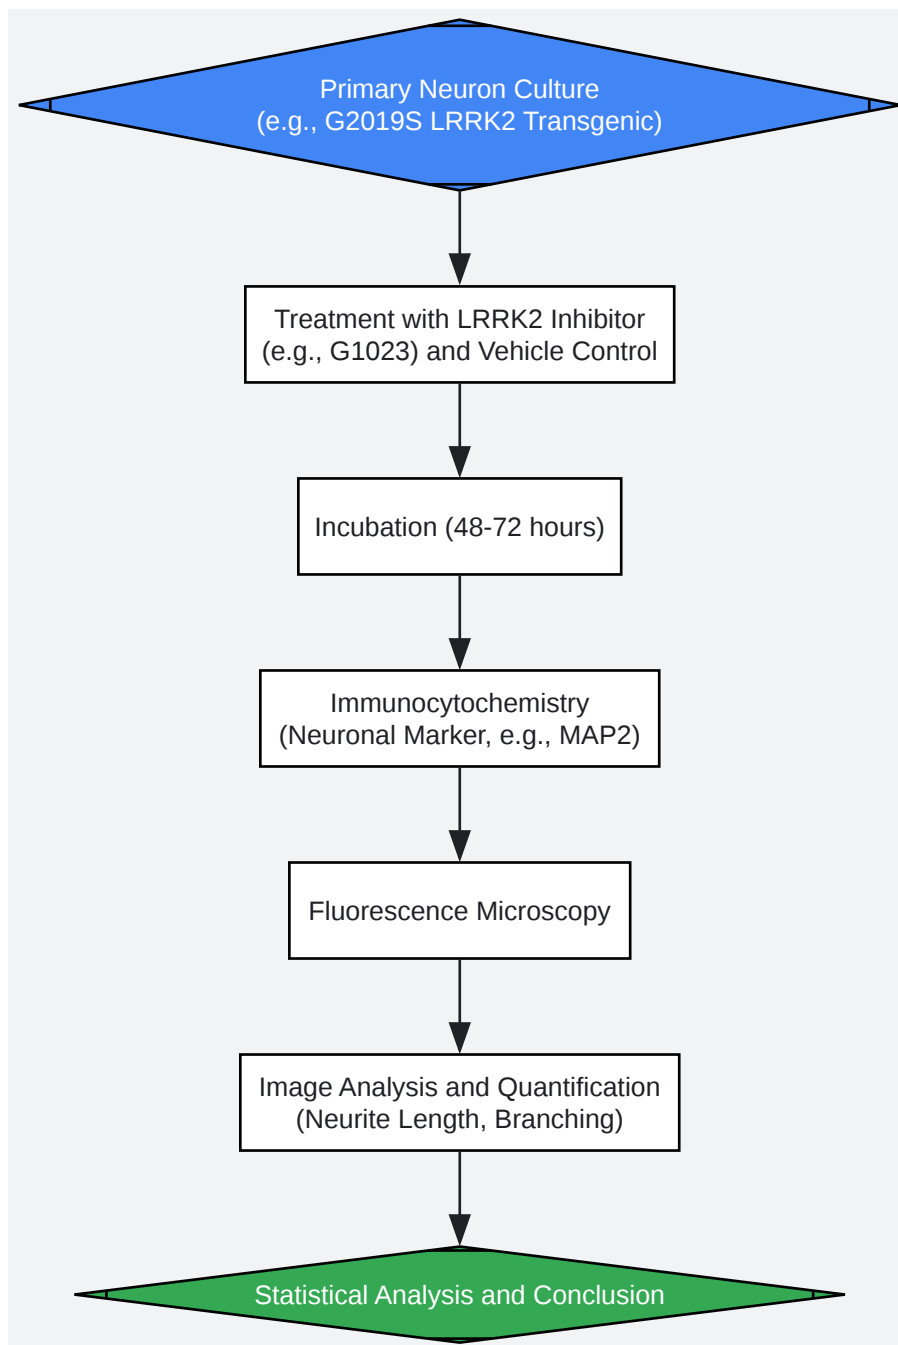 Primary Neuron Culture
(e.g., G2019S LRRK2 Transgenic)
Treatment with LRRK2 Inhibitor
(e.g., G1023) and Vehicle Control
Incubation (48-72 hours)
Immunocytochemistry
(Neuronal Marker, e.g., MAP2)
Fluorescence Microscopy
Image Analysis and Quantification
(Neurite Length, Branching)
Statistical Analysis and Conclusion